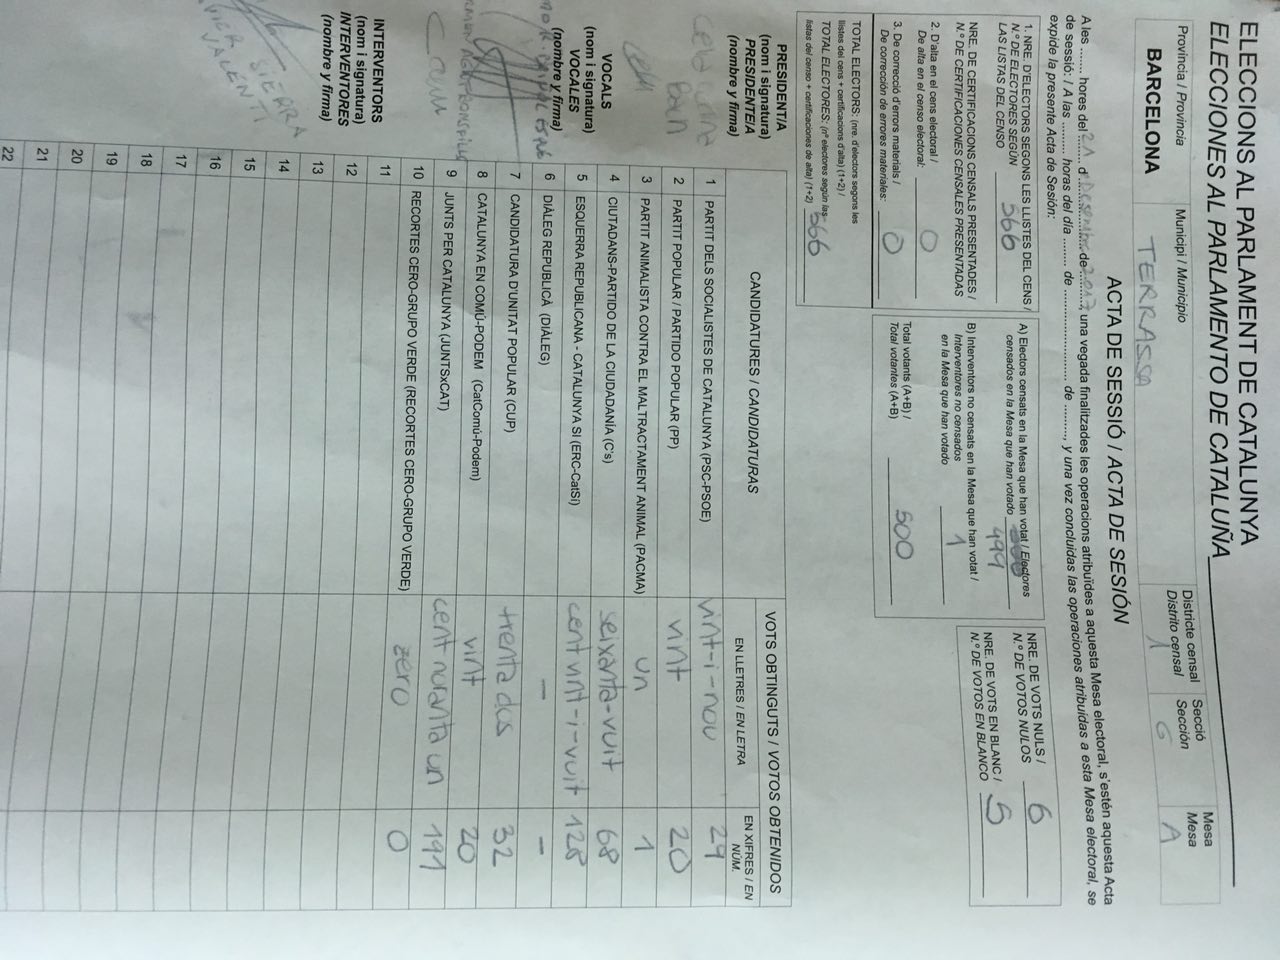 ELECCIONS AL PARLAMENT DE CATALUNYA
ELECCIONES AL PARLAMENTO DE CATALUÑA
Província / Provincia
BARCELONA
Municipi / Municipio
TERRASSA
Districte censal
Distrito censal
1
Secció
Sección
G
Mesa
Mesa
A
ACTA DE SESSIÓ / ACTA DE SESIÓN
A les ........ hores del 21 d' desembre de 2017, una vegada finalitzades les operacions atribuïdes a aquesta Mesa electoral, s'estén aquesta Acta
de sessió: / A las ........ horas del día ........ de ........................ de ........, y una vez concluidas las operaciones atribuidas a esta Mesa electoral, se
expide la presente Acta de Sesión:
1. NRE. D'ELECTORS SEGONS LES LLISTES DEL CENS /
N.º DE ELECTORES SEGÚN
LAS LISTAS DEL CENSO 566
NRE. DE CERTIFICACIONS CENSALS PRESENTADES /
N.º DE CERTIFICACIONES CENSALES PRESENTADAS
2. D'alta en el cens electoral /
De alta en el censo electoral: 0
3. De correcció d'errors materials /
De corrección de errores materiales: 0
TOTAL ELECTORS: (nre. d'electors segons les
llistes del cens + certificacions d'alta) (1+2) /
TOTAL ELECTORES: (nº electores según las
listas del censo + certificaciones de alta) (1+2) 566
A) Electors censats en la Mesa que han votat / Electores
censados en la Mesa que han votado 499
B) Interventors no censats en la Mesa que han votat /
Interventores no censados
en la Mesa que han votado 1
Total votants (A+B) /
Total votantes (A+B) 500
NRE. DE VOTS NULS /
N.º DE VOTOS NULOS 6
NRE. DE VOTS EN BLANC /
N.º DE VOTOS EN BLANCO 5
PRESIDENT/A
(nom i signatura)
PRESIDENTE/A
(nombre y firma)
VOCALS
(nom i signatura)
VOCALES
(nombre y firma)
INTERVENTORS
(nom i signatura)
INTERVENTORES
(nombre y firma)
SIERRA
VALENTI
CANDIDATURES / CANDIDATURAS
VOTS OBTINGUTS / VOTOS OBTENIDOS
EN LLETRES / EN LETRA
EN XIFRES / EN NÚM.
1 PARTIT DELS SOCIALISTES DE CATALUNYA (PSC-PSOE) vint-i-nou 29
2 PARTIT POPULAR / PARTIDO POPULAR (PP) vint 20
3 PARTIT ANIMALISTA CONTRA EL MALTRACTAMENT ANIMAL (PACMA) un 1
4 CIUTADANS-PARTIDO DE LA CIUDADANÍA (C's) seixanta-vuit 68
5 ESQUERRA REPUBLICANA - CATALUNYA SÍ (ERC-CatSí) cent vint-i-vuit 128
6 DIÀLEG REPUBLICÀ (DIÀLEG) – –
7 CANDIDATURA D'UNITAT POPULAR (CUP) trenta dos 32
8 CATALUNYA EN COMÚ-PODEM (CatComú-Podem) vint 20
9 JUNTS PER CATALUNYA (JUNTSxCAT) cent noranta un 191
10 RECORTES CERO-GRUPO VERDE (RECORTES CERO-GRUPO VERDE) zero 0
11
12
13
14
15
16
17
18
19
20
21
22